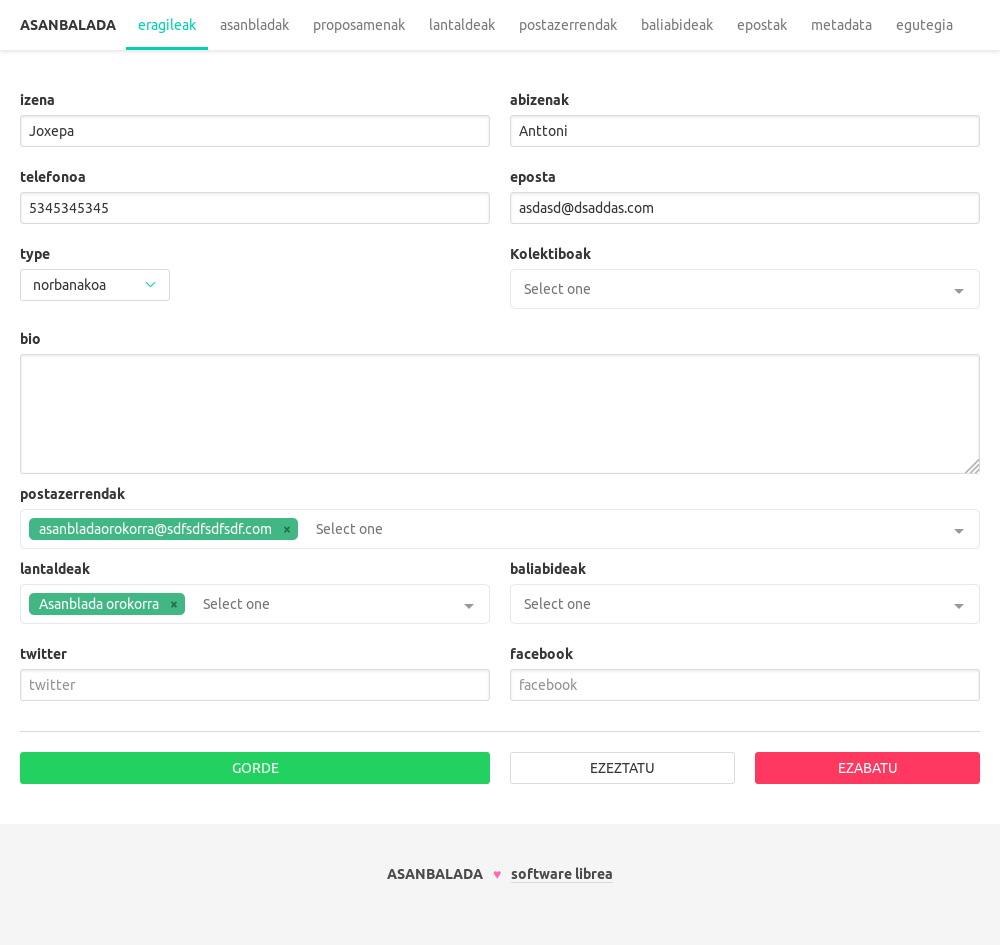 ASANBALADA eragileak asanbladak proposamenak lantaldeak postazerrendak baliabideak epostak metadata egutegia
izena abizenak
Joxepa Anttoni
telefonoa eposta
5345345345 asdasd@dsaddas.com
type Kolektiboak
norbanakoa Select one
bio
postazerrendak
asanbladaorokorra@sdfsdfsdfsdf.com × Select one
lantaldeak baliabideak
Asanblada orokorra × Select one Select one
twitter facebook
twitter facebook
GORDE EZEZTATU EZABATU
ASANBALADA ♥ software librea